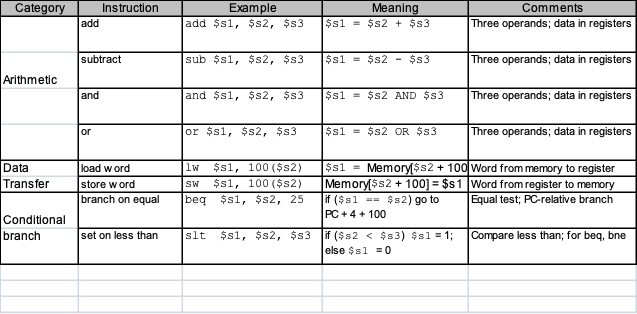 Category Instruction Example Meaning Comments
add add $s1, $s2, $s3 $s1 = $s2 + $s3 Three operands; data in registers
subtract sub $s1, $s2, $s3 $s1 = $s2 - $s3 Three operands; data in registers
Arithmetic
and and $s1, $s2, $s3 $s1 = $s2 AND $s3 Three operands; data in registers
or or $s1, $s2, $s3 $s1 = $s2 OR $s3 Three operands; data in registers
Data load word lw $s1, 100($s2) $s1 = Memory[$s2 + 100 Word from memory to register
Transfer store word sw $s1, 100($s2) Memory[$s2 + 100] = $s1 Word from register to memory
branch on equal beq $s1, $s2, 25 if ($s1 == $s2) go to Equal test; PC-relative branch
PC + 4 + 100
Conditional
branch set on less than slt $s1, $s2, $s3 if ($s2 < $s3) $s1 = 1; Compare less than; for beq, bne
else $s1 = 0